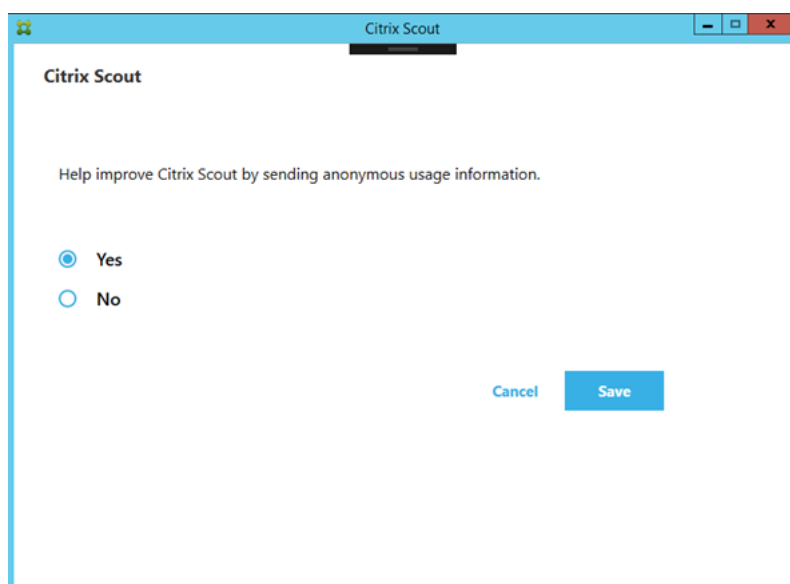 Citrix Scout
Citrix Scout
Help improve Citrix Scout by sending anonymous usage information.
Yes
No
Cancel Save